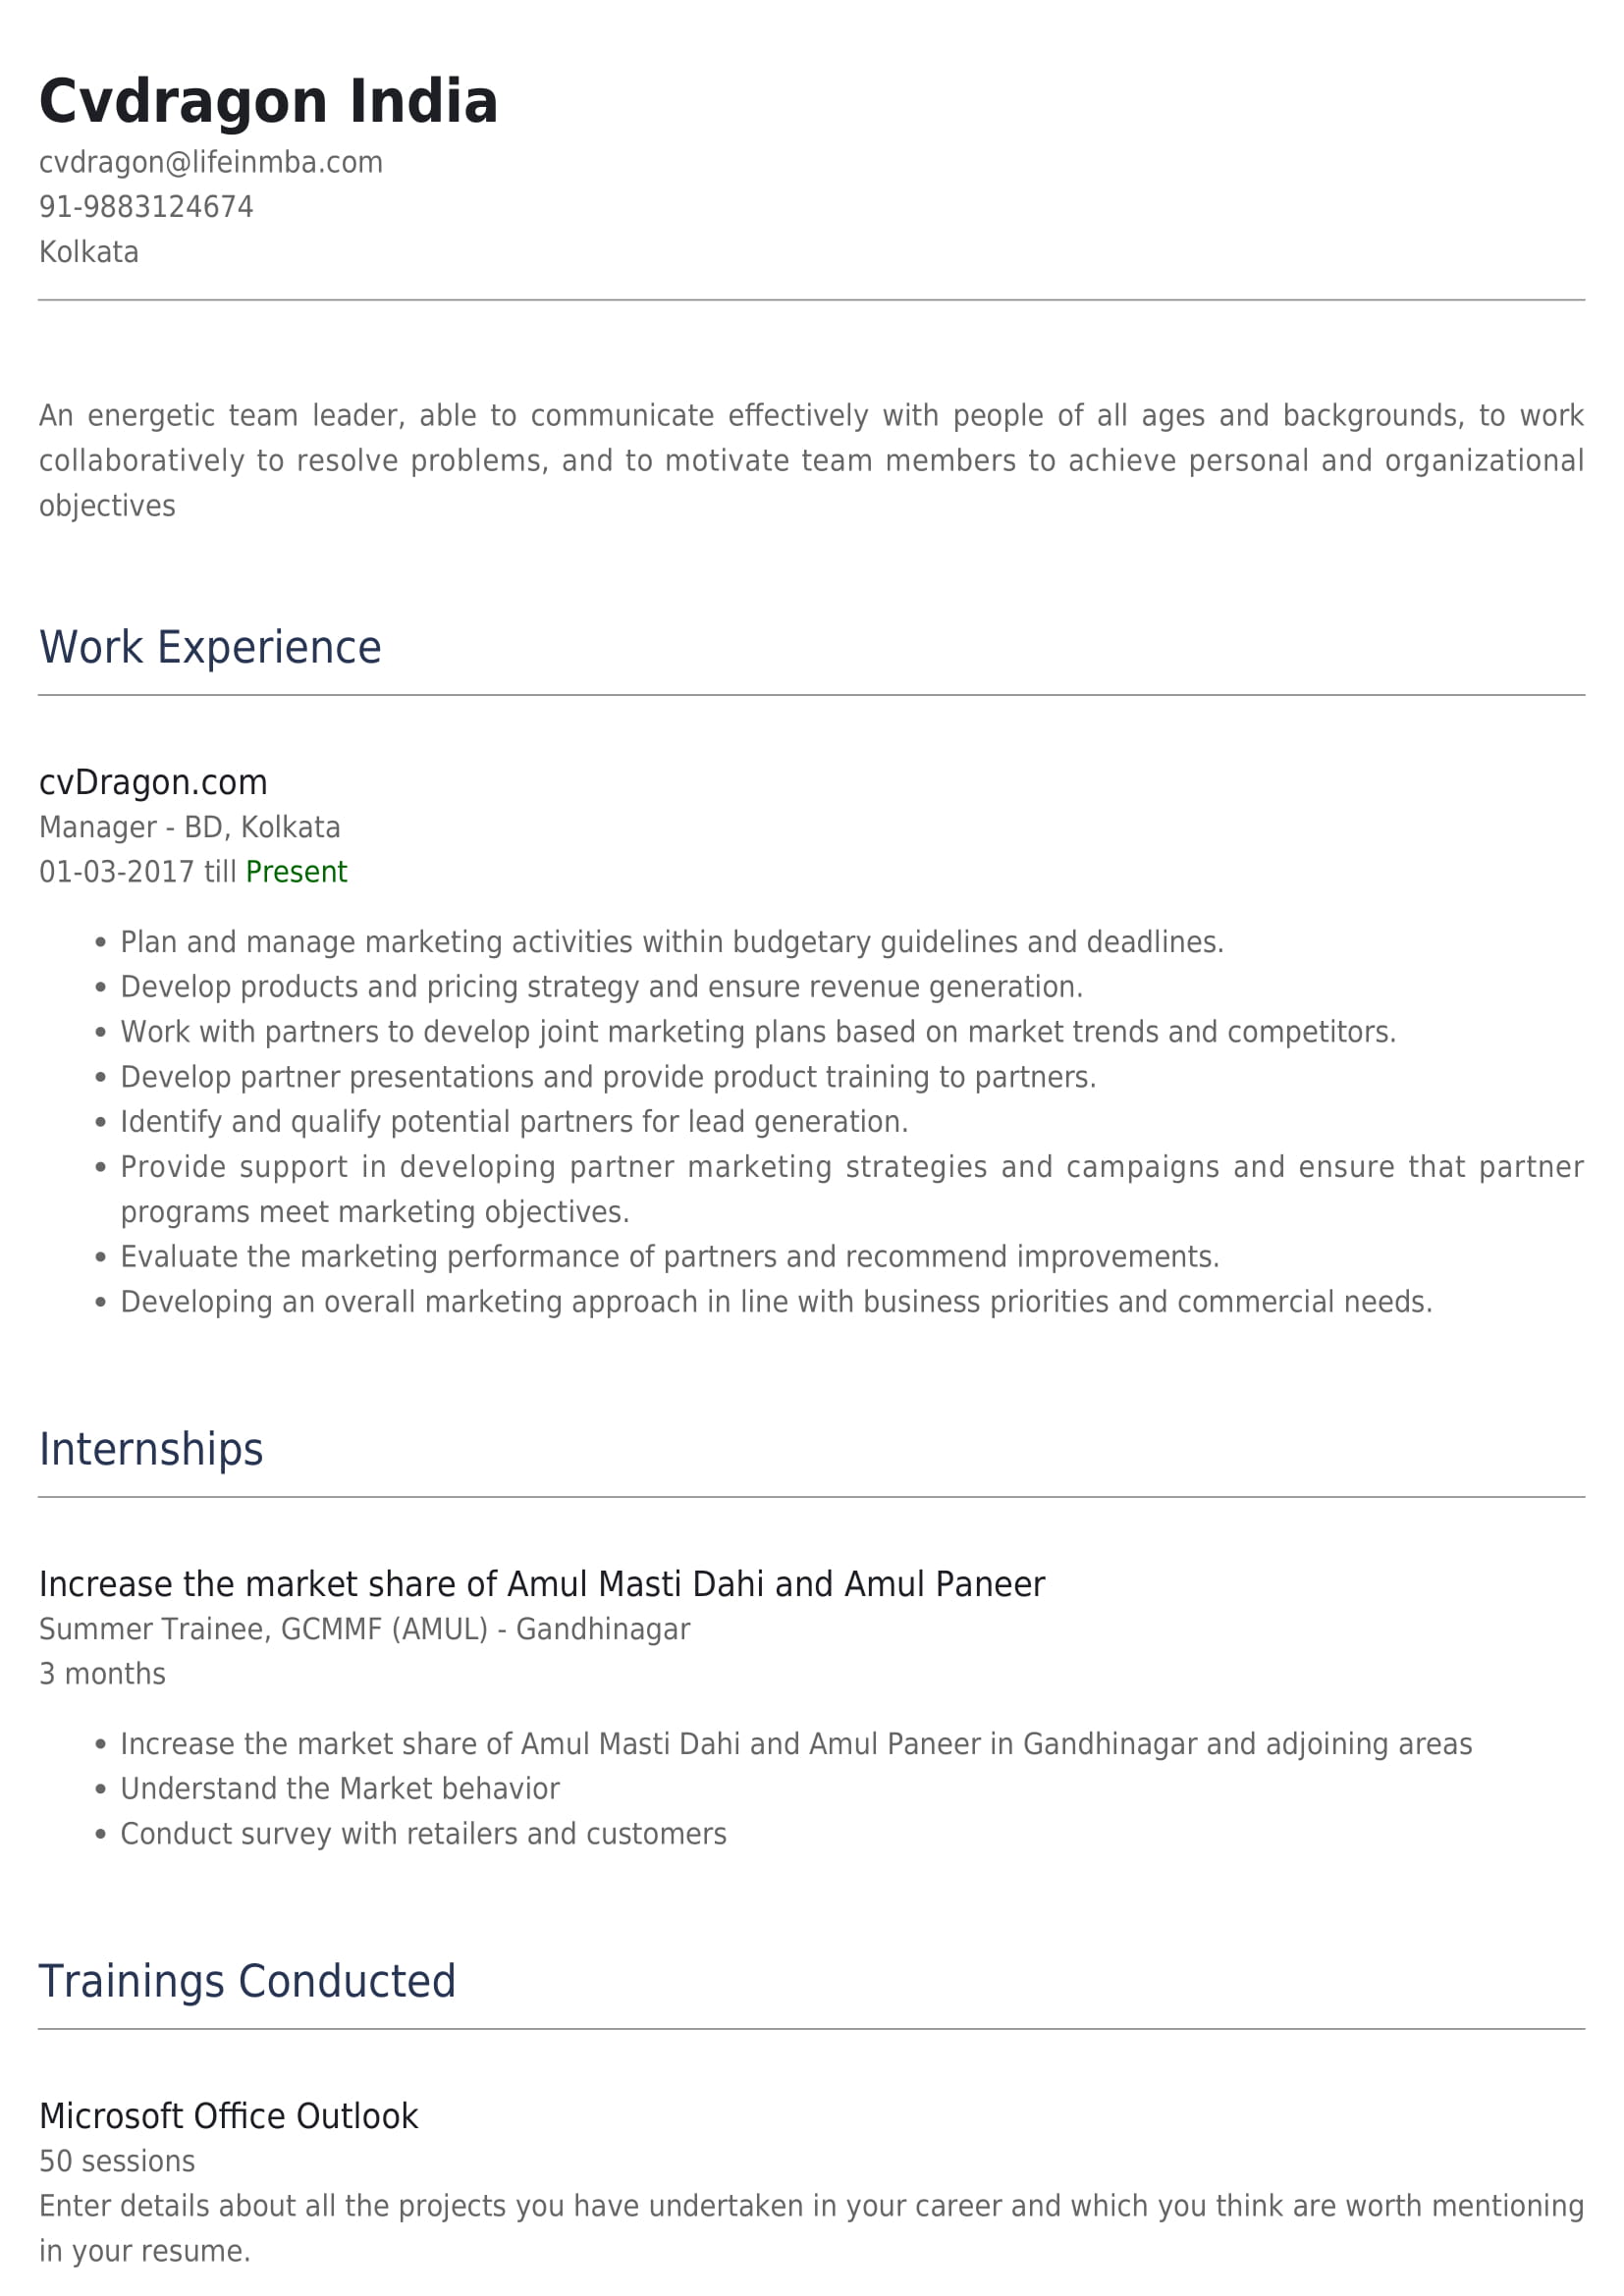 Cvdragon India
cvdragon@lifeinmba.com
91-9883124674
Kolkata
An energetic team leader, able to communicate effectively with people of all ages and backgrounds, to work
collaboratively to resolve problems, and to motivate team members to achieve personal and organizational
objectives
Work Experience
cvDragon.com
Manager - BD, Kolkata
01-03-2017 till Present
• Plan and manage marketing activities within budgetary guidelines and deadlines.
• Develop products and pricing strategy and ensure revenue generation.
• Work with partners to develop joint marketing plans based on market trends and competitors.
• Develop partner presentations and provide product training to partners.
• Identify and qualify potential partners for lead generation.
• Provide support in developing partner marketing strategies and campaigns and ensure that partner
programs meet marketing objectives.
• Evaluate the marketing performance of partners and recommend improvements.
• Developing an overall marketing approach in line with business priorities and commercial needs.
Internships
Increase the market share of Amul Masti Dahi and Amul Paneer
Summer Trainee, GCMMF (AMUL) - Gandhinagar
3 months
• Increase the market share of Amul Masti Dahi and Amul Paneer in Gandhinagar and adjoining areas
• Understand the Market behavior
• Conduct survey with retailers and customers
Trainings Conducted
Microsoft Office Outlook
50 sessions
Enter details about all the projects you have undertaken in your career and which you think are worth mentioning
in your resume.